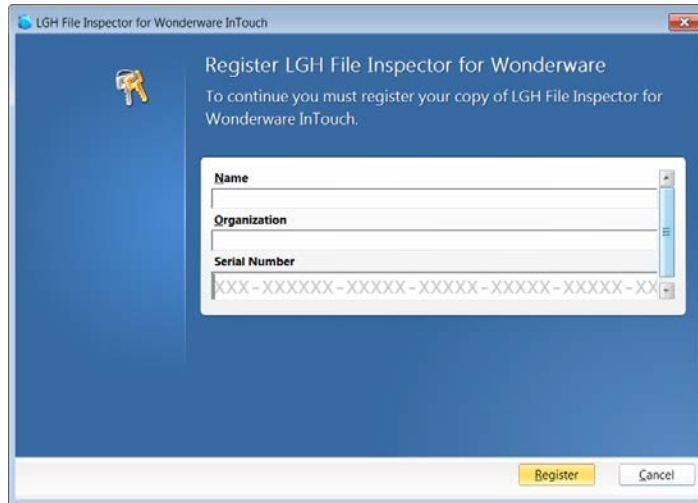 LGH File Inspector for Wonderware InTouch
Register LGH File Inspector for Wonderware
To continue you must register your copy of LGH File Inspector for
Wonderware InTouch.
Name
Organization
Serial Number
XXX-XXXXXX-XXXXX-XXXXX-XXXXX-XXXXX-XX
Register
Cancel